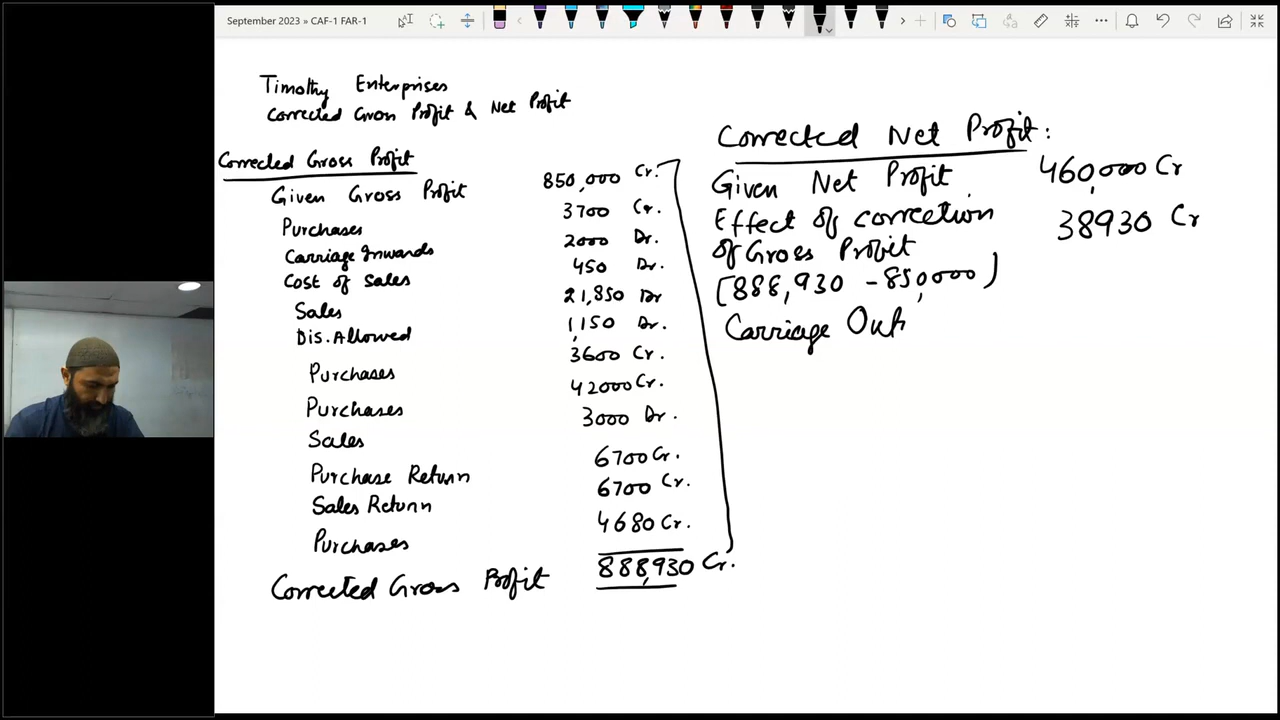 September 2023 » CAF-1 FAR-1
Timothy Enterprises
Corrected Gross Profit & Net Profit
Corrected Gross Profit
Given Gross Profit 850,000 Cr.
Purchases 3700 Cr.
Carriage Inwards 2000 Dr.
Cost of Sales 450 Dr.
Sales 21,850 Dr
Dis. Allowed 1,150 Dr.
Purchases 3600 Cr.
Purchases 42000 Cr.
Sales 3000 Dr.
Purchase Return 6700 Cr.
Sales Return 6700 Cr.
Purchases 4680 Cr.
Corrected Gross Profit 888,930 Cr.
Corrected Net Profit:
Given Net Profit 460,000 Cr
Effect of correction 38930 Cr
of Gross Profit
(888,930 - 850,000)
Carriage Out